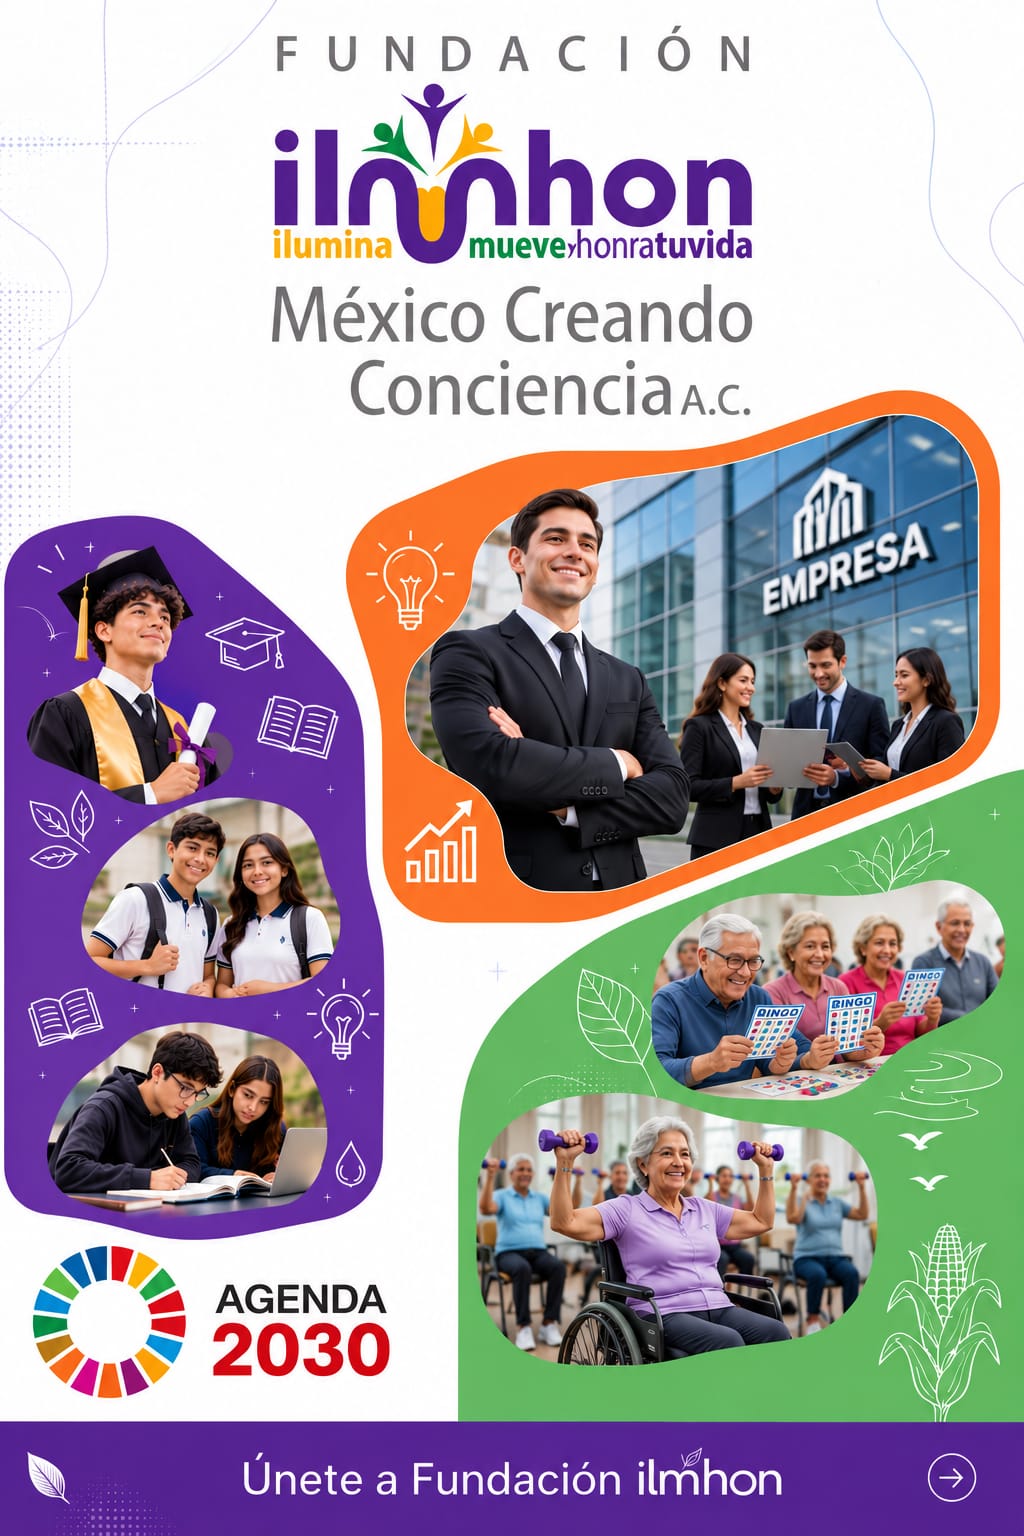 FUNDACIÓN
ilmhon
ilumina mueve y honra tu vida
México Creando
Conciencia A.C.
EMPRESA
BINGO
BINGO
BINGO
AGENDA
2030
Únete a Fundación ilmhon